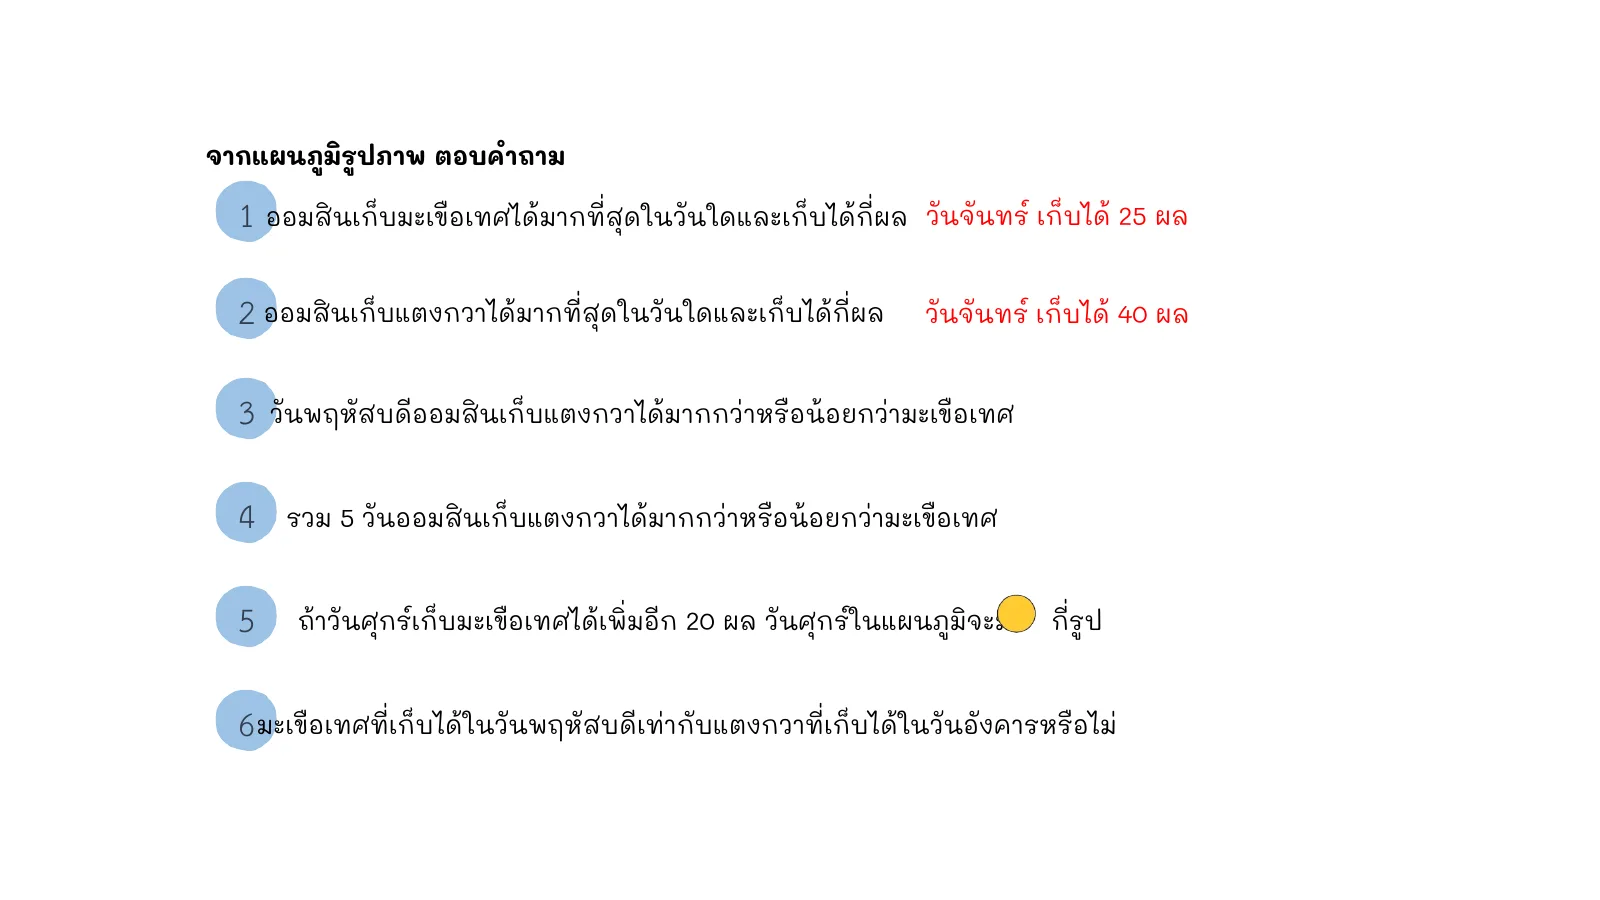 จากแผนภูมิรูปภาพ ตอบคำถาม
1 ออมสินเก็บมะเขือเทศได้มากที่สุดในวันใดและเก็บได้กี่ผล วันจันทร์ เก็บได้ 25 ผล
2 ออมสินเก็บแตงกวาได้มากที่สุดในวันใดและเก็บได้กี่ผล วันจันทร์ เก็บได้ 40 ผล
3 วันพฤหัสบดีออมสินเก็บแตงกวาได้มากกว่าหรือน้อยกว่ามะเขือเทศ
4 รวม 5 วันออมสินเก็บแตงกวาได้มากกว่าหรือน้อยกว่ามะเขือเทศ
5 ถ้าวันศุกร์เก็บมะเขือเทศได้เพิ่มอีก 20 ผล วันศุกร์ในแผนภูมิจะ กี่รูป
6 มะเขือเทศที่เก็บได้ในวันพฤหัสบดีเท่ากับแตงกวาที่เก็บได้ในวันอังคารหรือไม่